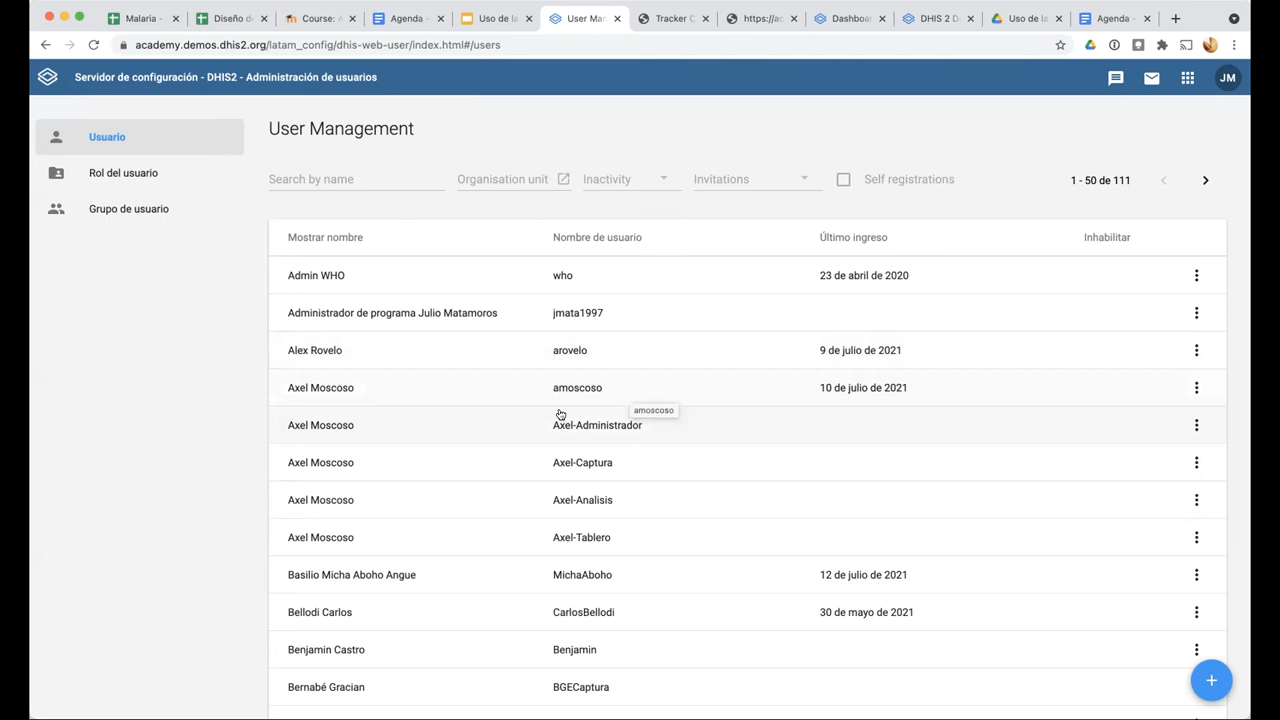 Malaria -
Diseño d
Course: A
Agenda -
Uso de la
User Man
Tracker C
https://ac
Dashboa
DHIS 2 D
Uso de la
Agenda -
academy.demos.dhis2.org/latam_config/dhis-web-user/index.html#/users
Servidor de configuración - DHIS2 - Administración de usuarios
JM
Usuario
Rol del usuario
Grupo de usuario
User Management
Search by name
Organisation unit
Inactivity
Invitations
Self registrations
1 - 50 de 111
Mostrar nombre Nombre de usuario Último ingreso Inhabilitar
Admin WHO who 23 de abril de 2020
Administrador de programa Julio Matamoros jmata1997
Alex Rovelo arovelo 9 de julio de 2021
Axel Moscoso amoscoso 10 de julio de 2021
amoscoso
Axel Moscoso Axel-Administrador
Axel Moscoso Axel-Captura
Axel Moscoso Axel-Analisis
Axel Moscoso Axel-Tablero
Basilio Micha Aboho Angue MichaAboho 12 de julio de 2021
Bellodi Carlos CarlosBellodi 30 de mayo de 2021
Benjamin Castro Benjamin
Bernabé Gracian BGECaptura